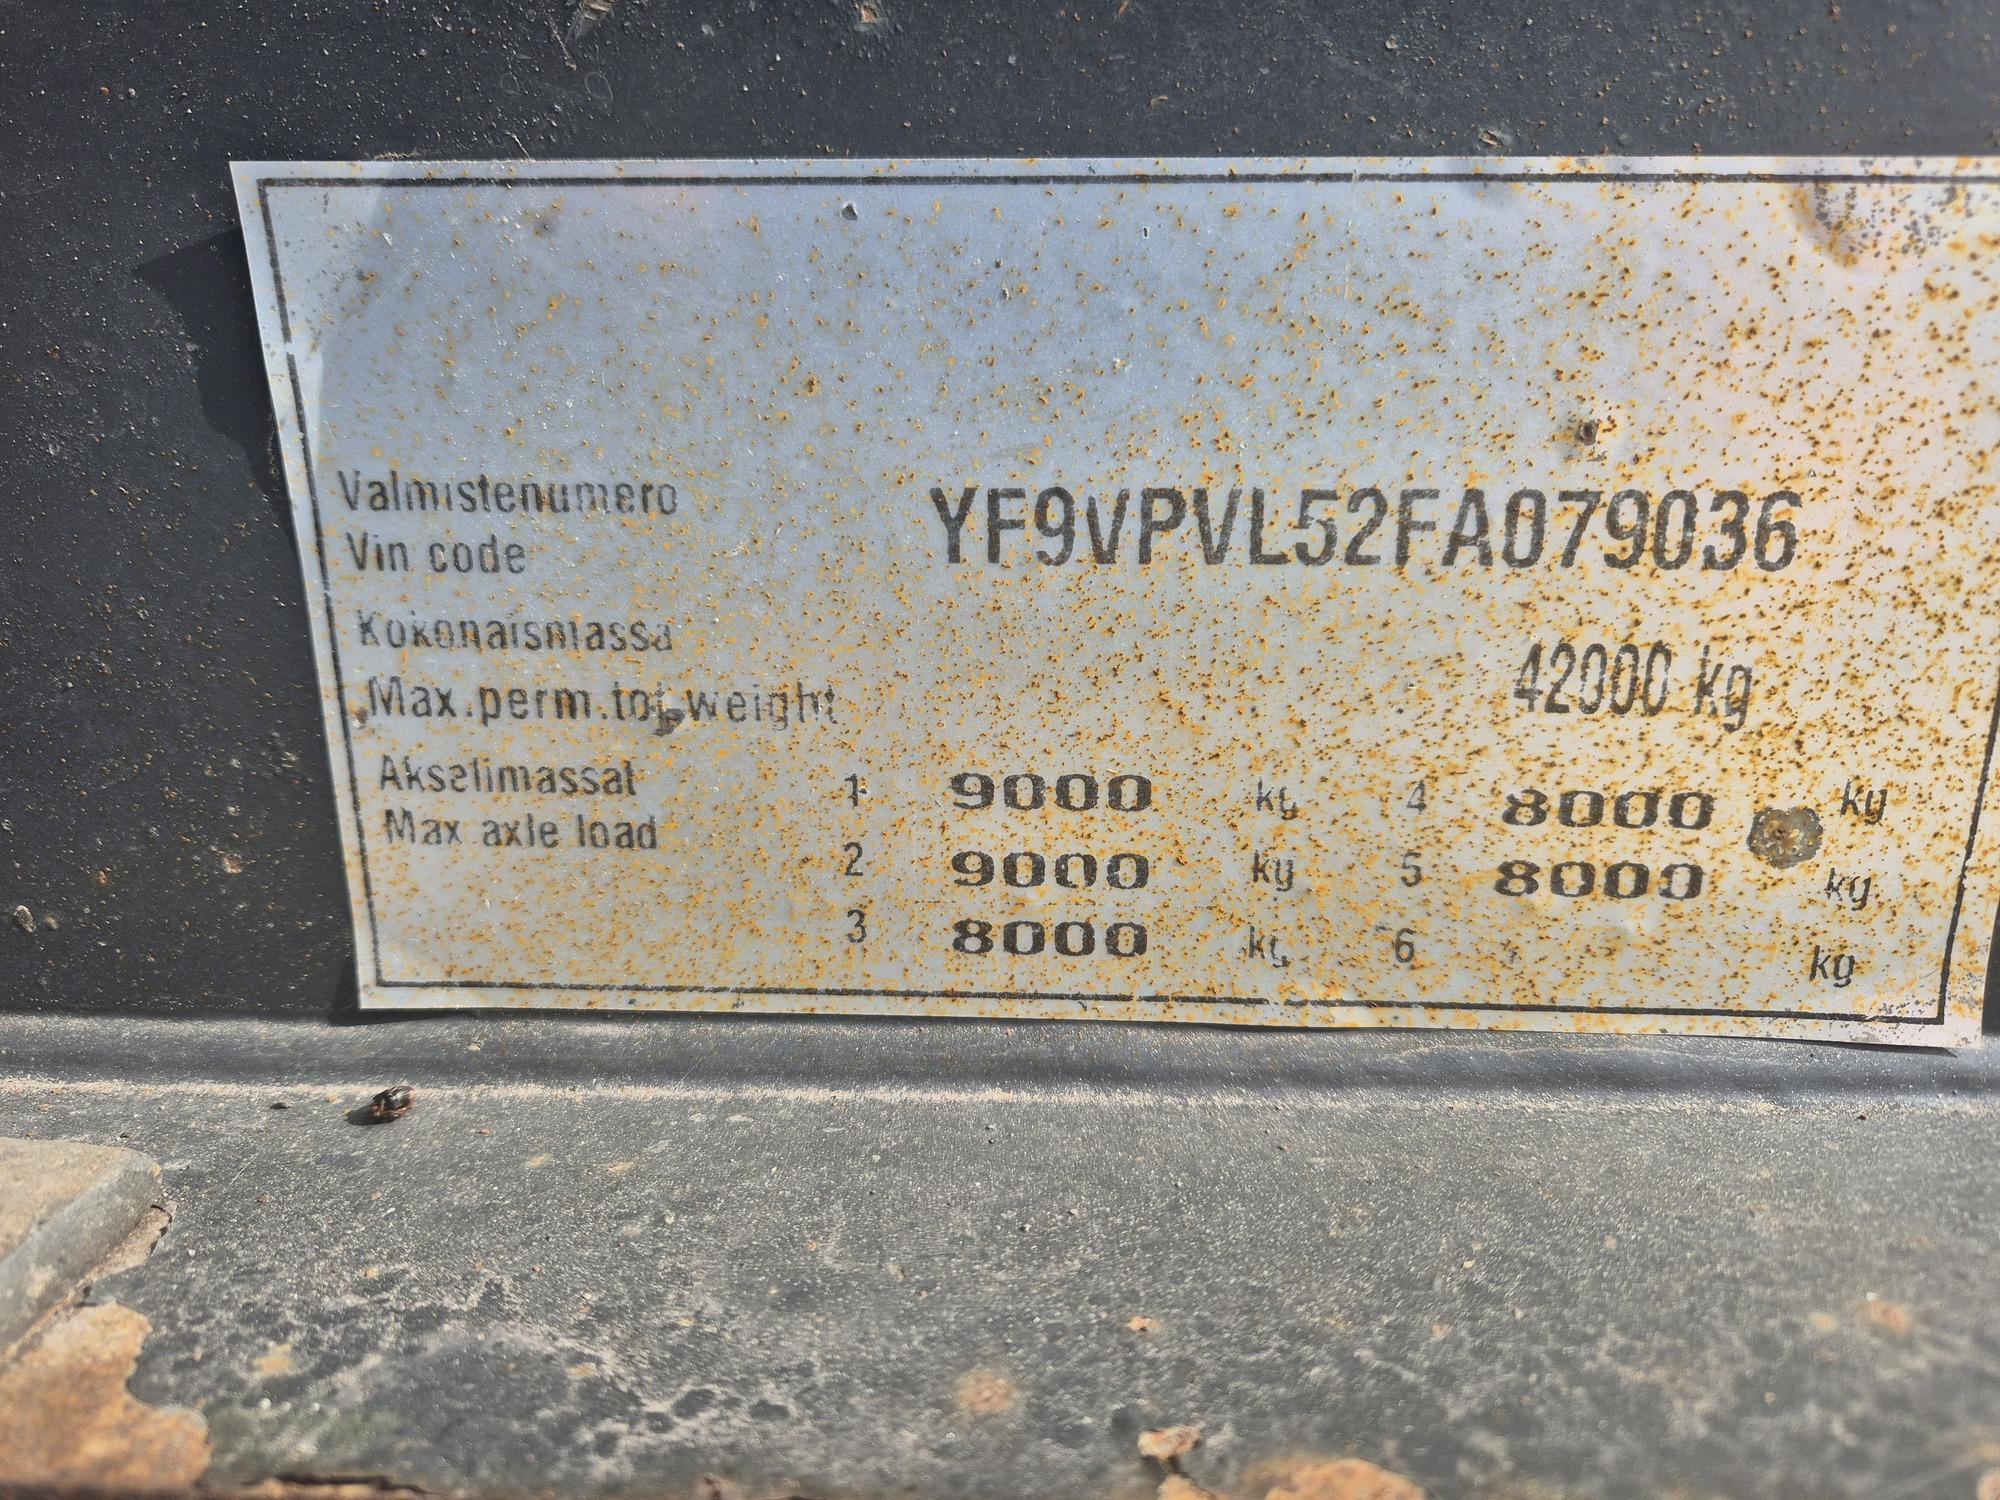 Valmistenumero
Vin code YF9VPVL52FA079036
Kokonaismassa
Max.perm.tot.weight 42000 kg
Akselimassat 1 9000 kg 4 8000 kg
Max axle load
2 9000 kg 5 8000 kg
3 8000 kg 6 kg